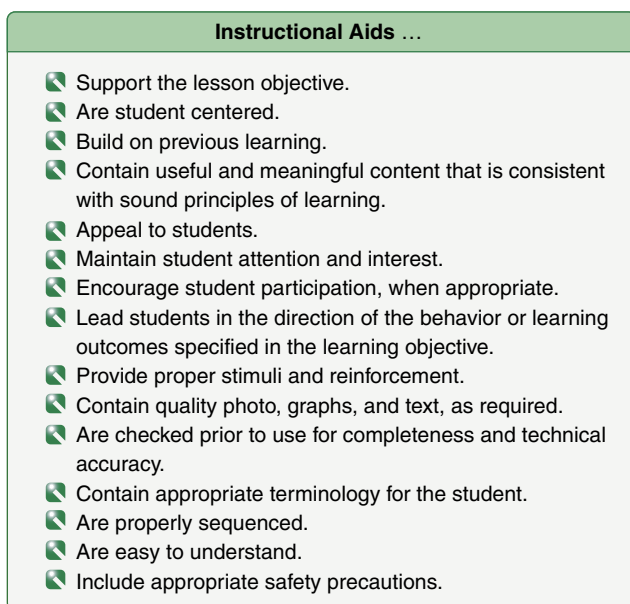 Instructional Aids …
Support the lesson objective.
Are student centered.
Build on previous learning.
Contain useful and meaningful content that is consistent
with sound principles of learning.
Appeal to students.
Maintain student attention and interest.
Encourage student participation, when appropriate.
Lead students in the direction of the behavior or learning
outcomes specified in the learning objective.
Provide proper stimuli and reinforcement.
Contain quality photo, graphs, and text, as required.
Are checked prior to use for completeness and technical
accuracy.
Contain appropriate terminology for the student.
Are properly sequenced.
Are easy to understand.
Include appropriate safety precautions.